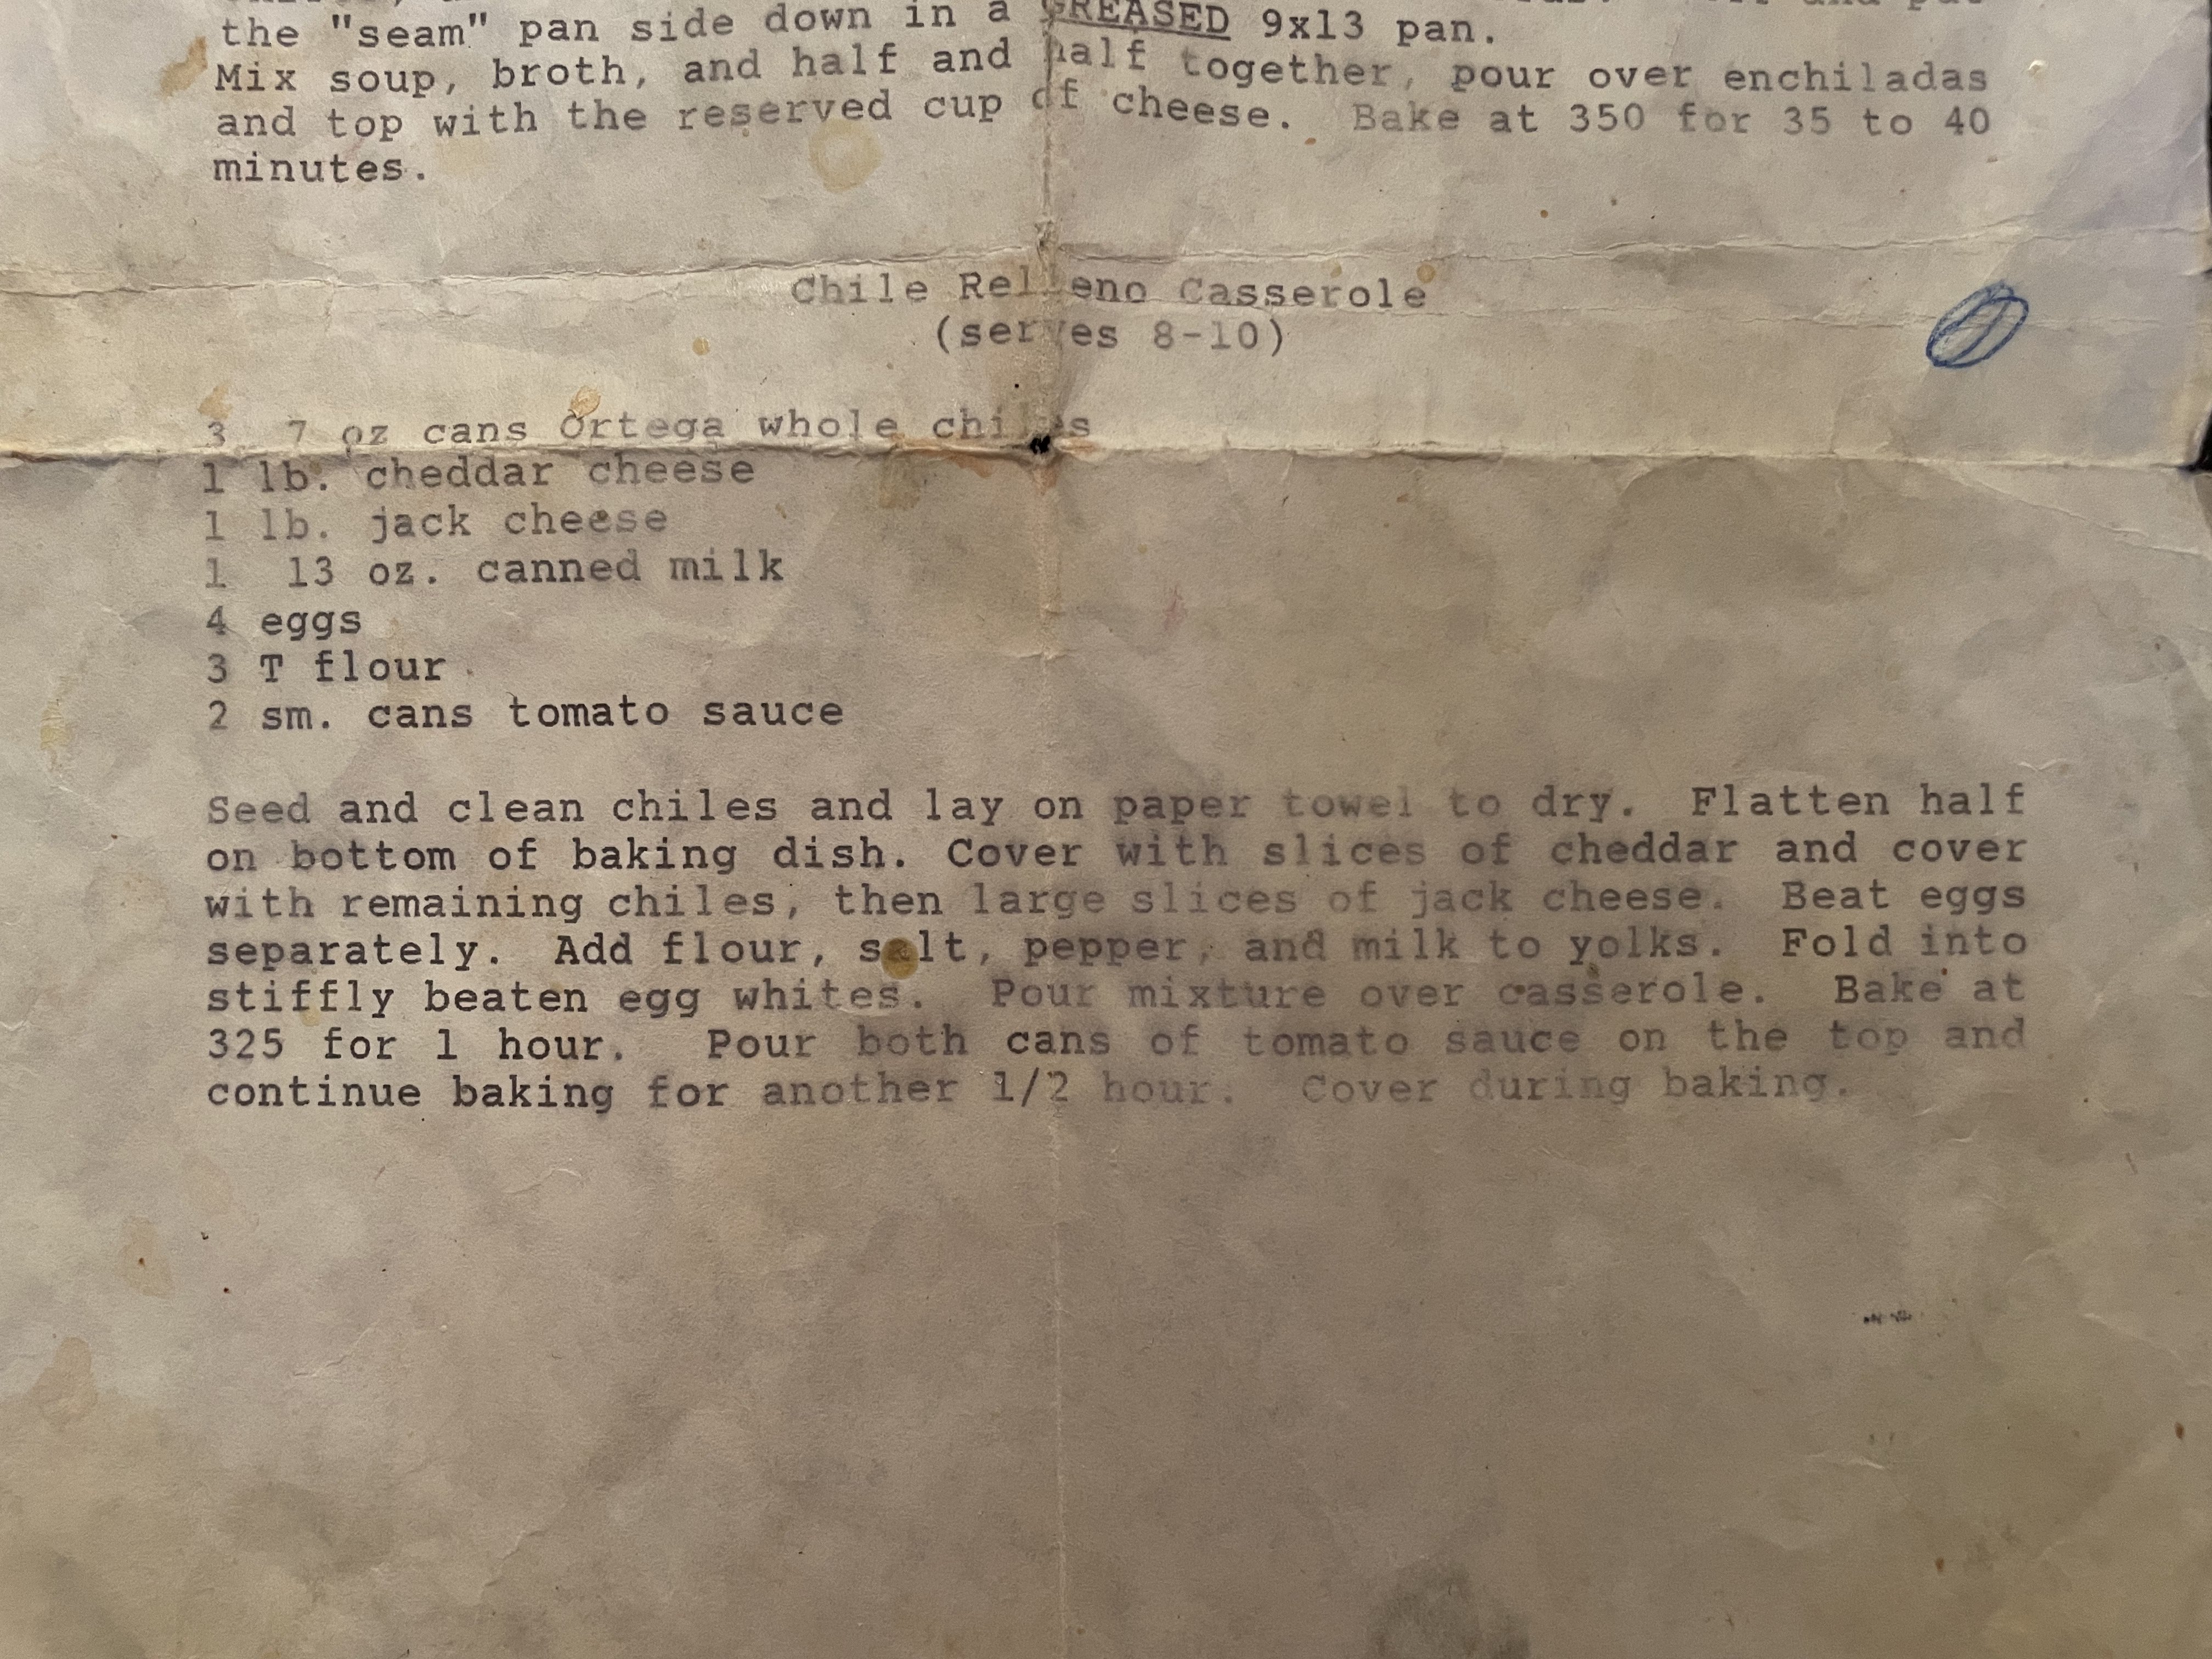 and put
the "seam" pan side down in a GREASED 9x13 pan.
Mix soup, broth, and half and half together, pour over enchiladas
and top with the reserved cup of cheese.  Bake at 350 for 35 to 40
minutes.
Chile Relleno Casserole
(serves 8-10)
3  7 oz cans Ortega whole chiles
1 lb. cheddar cheese
1 lb. jack cheese
1  13 oz. canned milk
4 eggs
3 T flour
2 sm. cans tomato sauce
Seed and clean chiles and lay on paper towel to dry.  Flatten half
on bottom of baking dish. Cover with slices of cheddar and cover
with remaining chiles, then large slices of jack cheese.  Beat eggs
separately.  Add flour, salt, pepper, and milk to yolks.  Fold into
stiffly beaten egg whites.  Pour mixture over casserole.  Bake at
325 for 1 hour.  Pour both cans of tomato sauce on the top and
continue baking for another 1/2 hour.  Cover during baking.